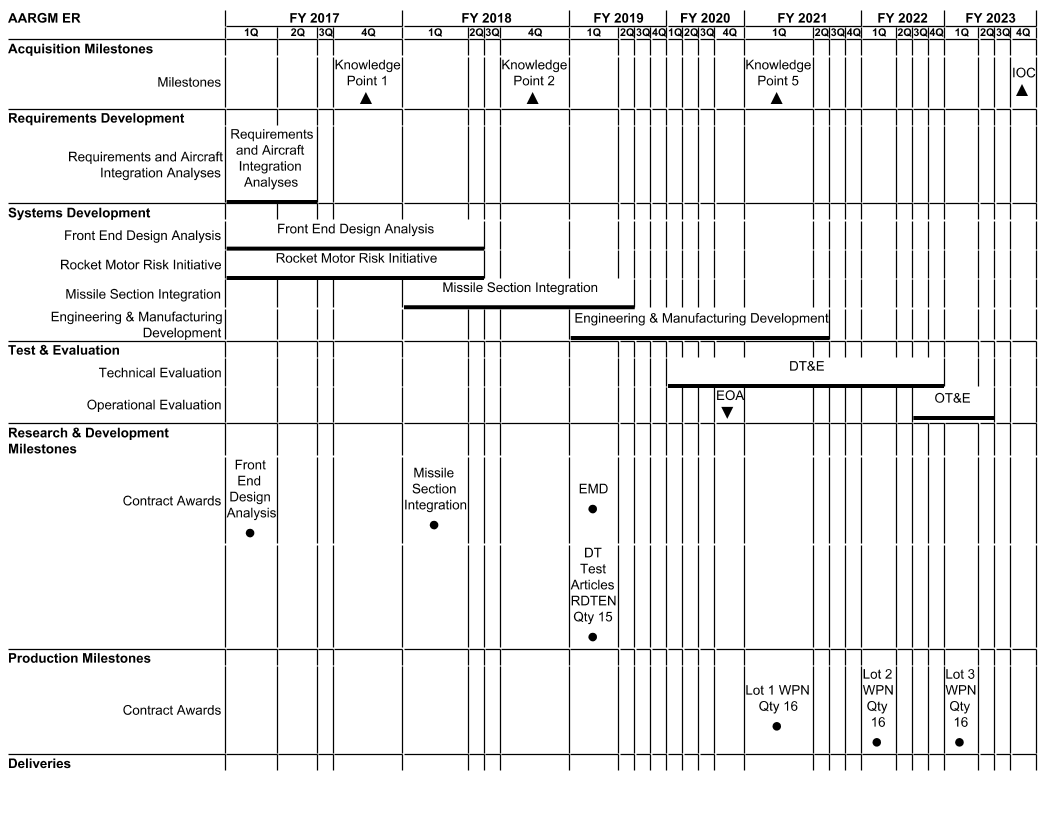 AARGM ER FY 2017 FY 2018 FY 2019 FY 2020 FY 2021 FY 2022 FY 2023
1Q 2Q 3Q 4Q 1Q 2Q 3Q 4Q 1Q 2Q 3Q 4Q 1Q 2Q 3Q 4Q 1Q 2Q 3Q 4Q 1Q 2Q 3Q 4Q 1Q 2Q 3Q 4Q
Acquisition Milestones
Milestones
Knowledge
Point 1
Knowledge
Point 2
Knowledge
Point 5
IOC
Requirements Development
Requirements and Aircraft
Integration Analyses
Requirements
and Aircraft
Integration
Analyses
Systems Development
Front End Design Analysis
Front End Design Analysis
Rocket Motor Risk Initiative
Rocket Motor Risk Initiative
Missile Section Integration
Missile Section Integration
Engineering & Manufacturing
Development
Engineering & Manufacturing Development
Test & Evaluation
Technical Evaluation
DT&E
Operational Evaluation
EOA
OT&E
Research & Development
Milestones
Contract Awards
Front
End
Design
Analysis
Missile
Section
Integration
EMD
DT
Test
Articles
RDTEN
Qty 15
Production Milestones
Contract Awards
Lot 1 WPN
Qty 16
Lot 2
WPN
Qty
16
Lot 3
WPN
Qty
16
Deliveries